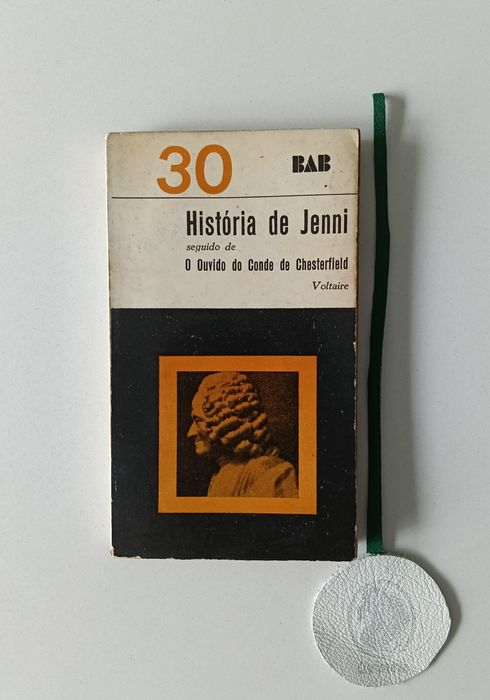 30
BAB
História de Jenni
seguido de
O Ouvido do Conde de Chesterfield
Voltaire